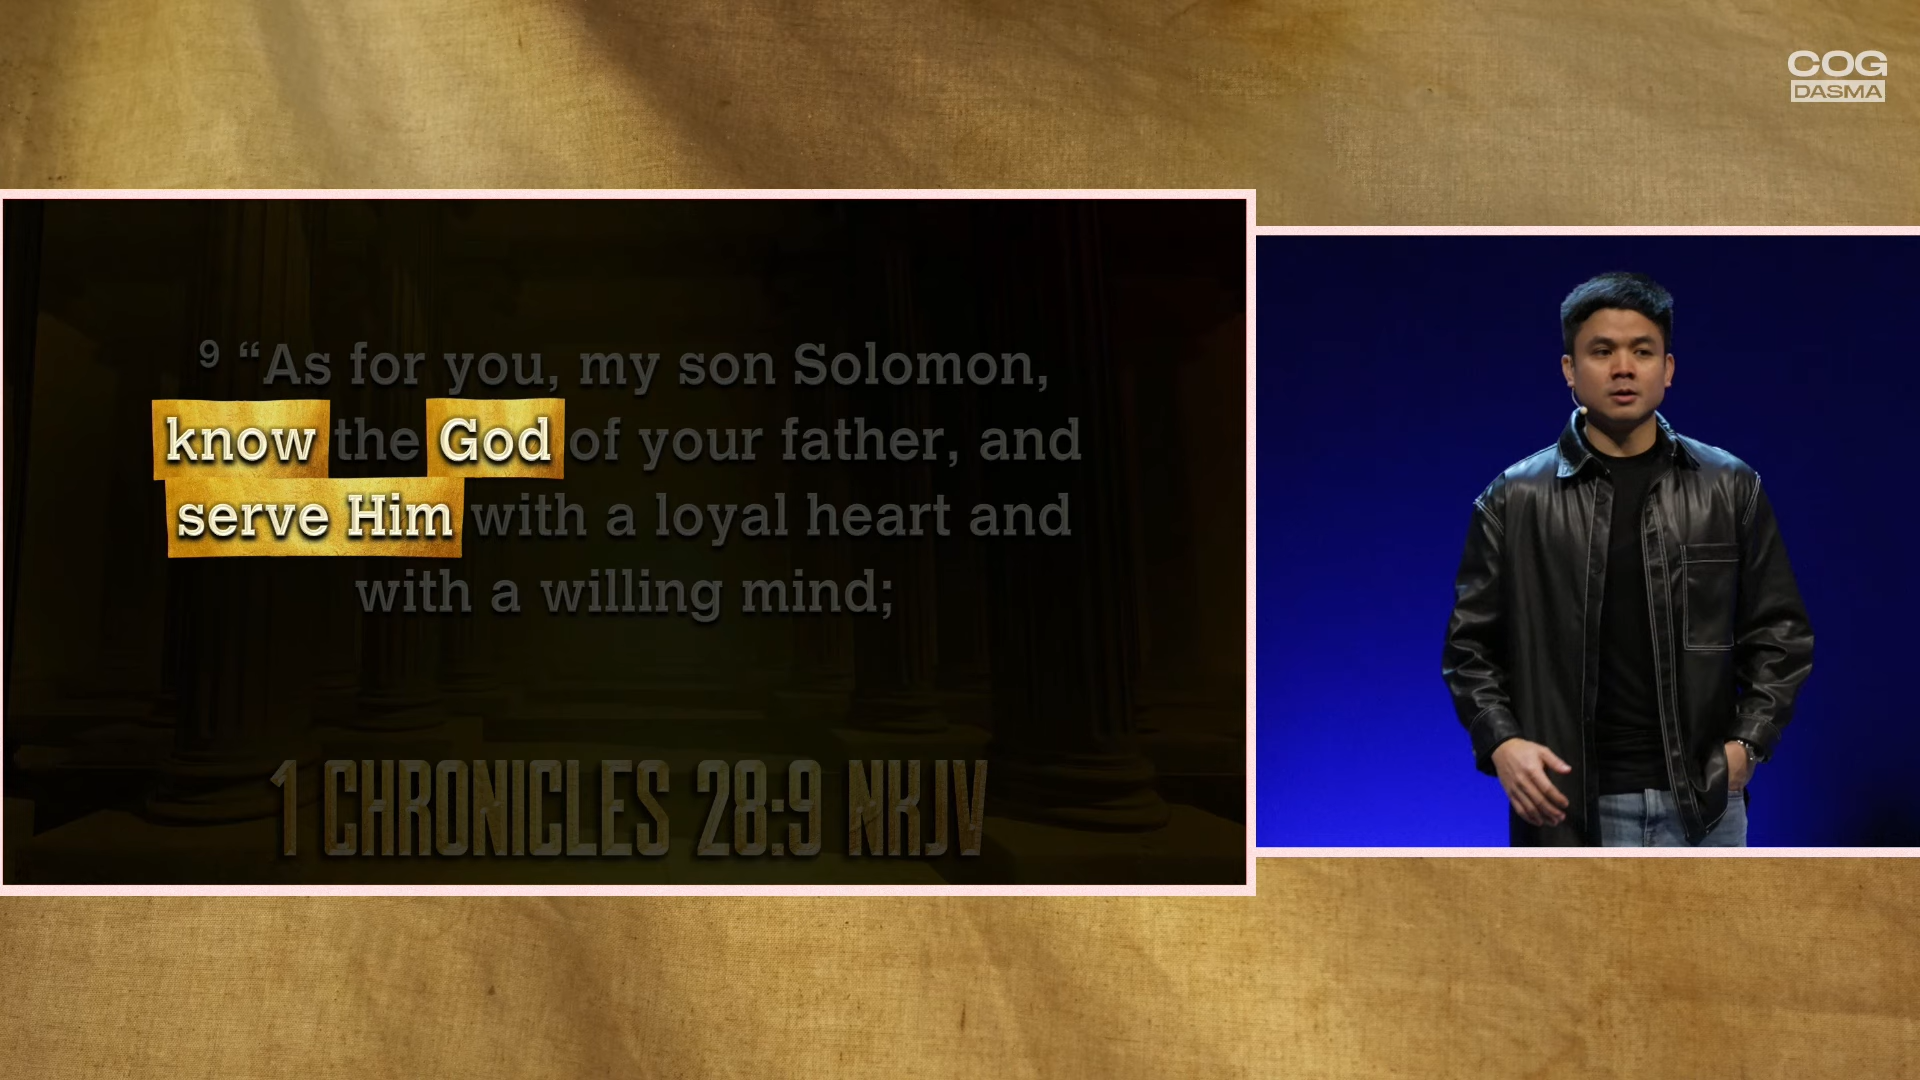 COG
DASMA
9 “As for you, my son Solomon,
know the God of your father, and
serve Him with a loyal heart and
with a willing mind;
1 CHRONICLES 28:9 NKJV